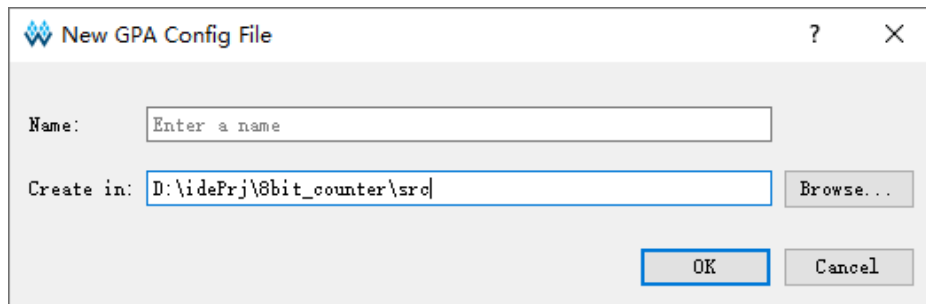 New GPA Config File ?
Name: Enter a name
Create in: D:\idePrj\8bit_counter\src Browse...
OK Cancel